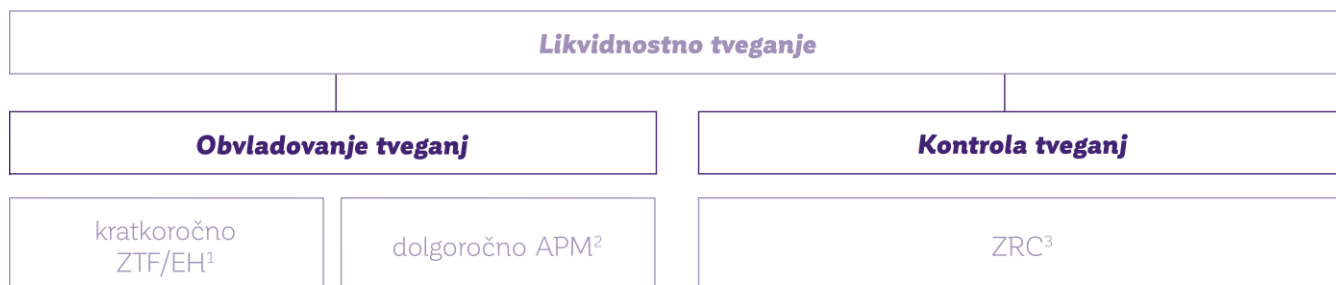 Likvidnostno tveganje
Obvladovanje tveganj
Kontrola tveganj
kratkoročno
ZTF/EH¹
dolgoročno APM²
ZRC³